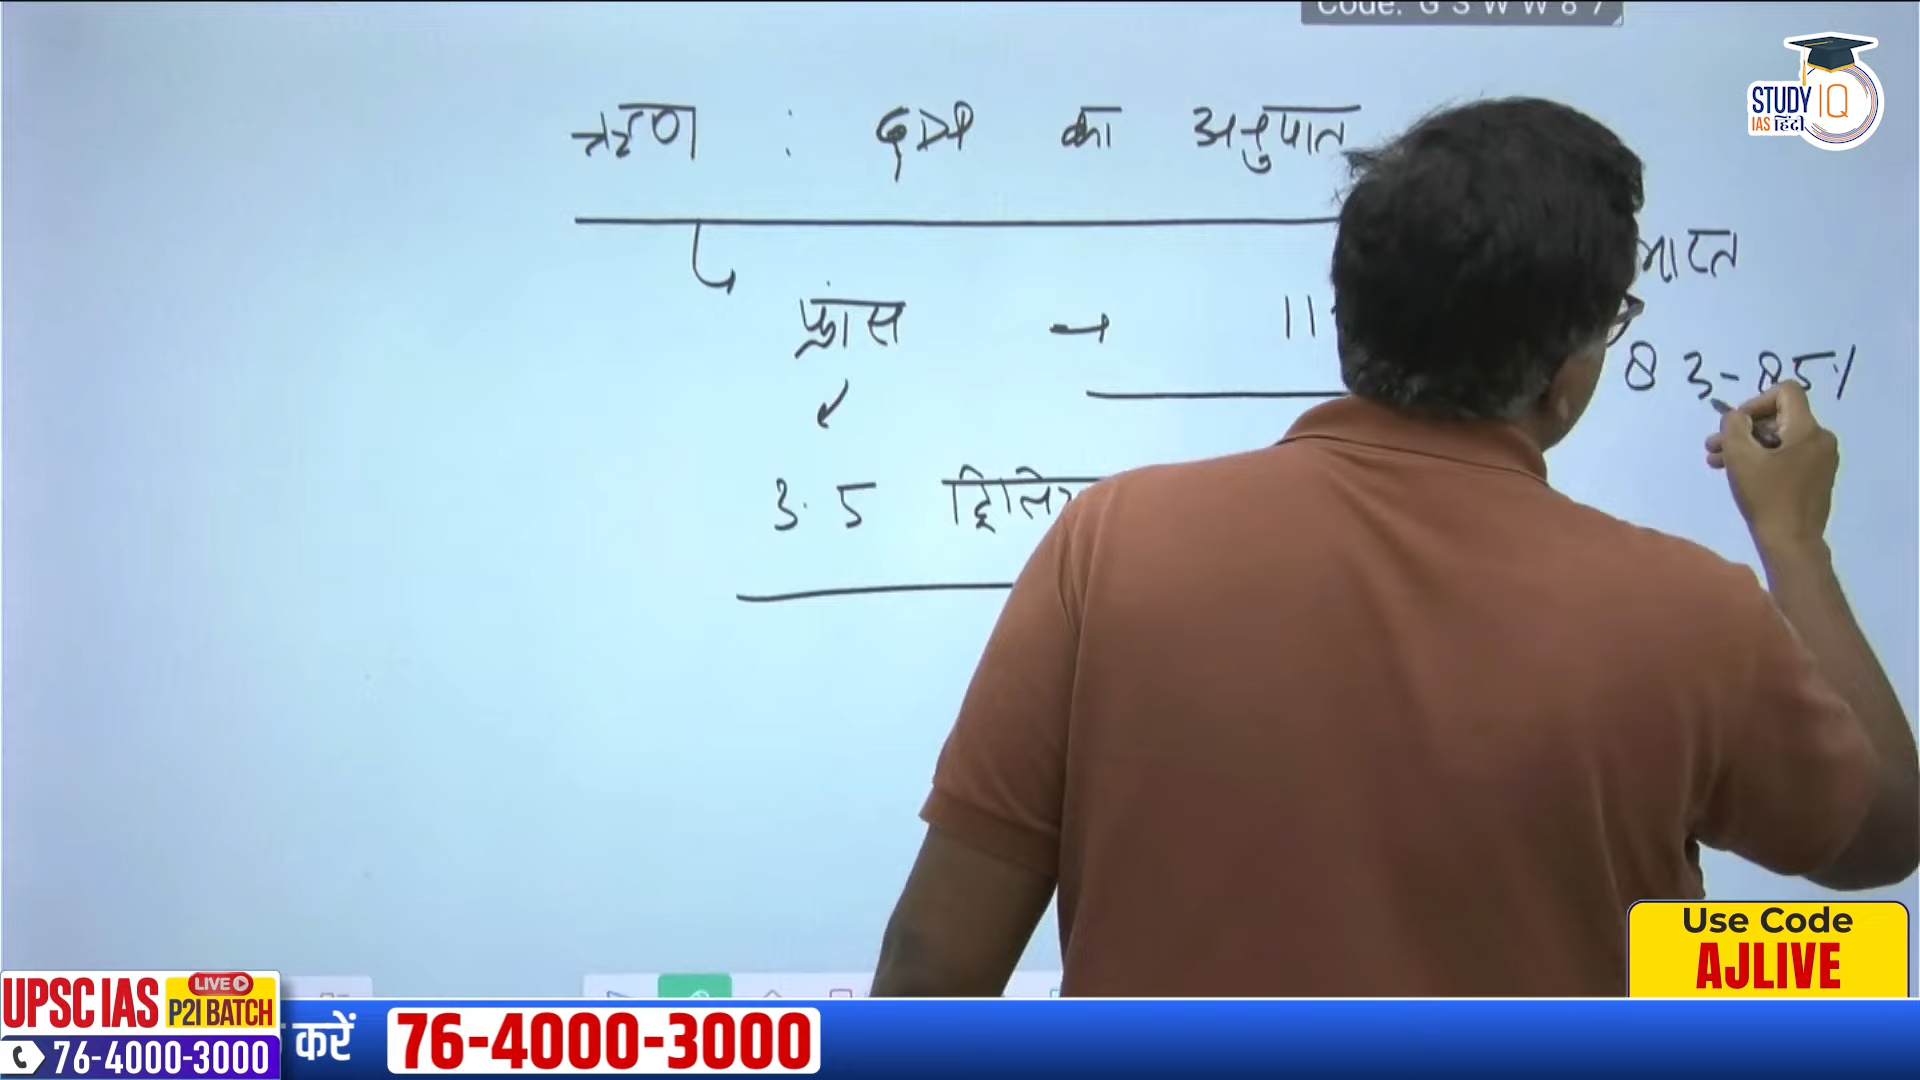 Code: G S W W 8 7
STUDY IQ
IAS हिंदी
ऋण : GDP का अनुपात
भारत
फ्रांस → 11
83-85%
3.5
Use Code
AJLIVE
UPSC IAS LIVE P2I BATCH
76-4000-3000
करें 76-4000-3000